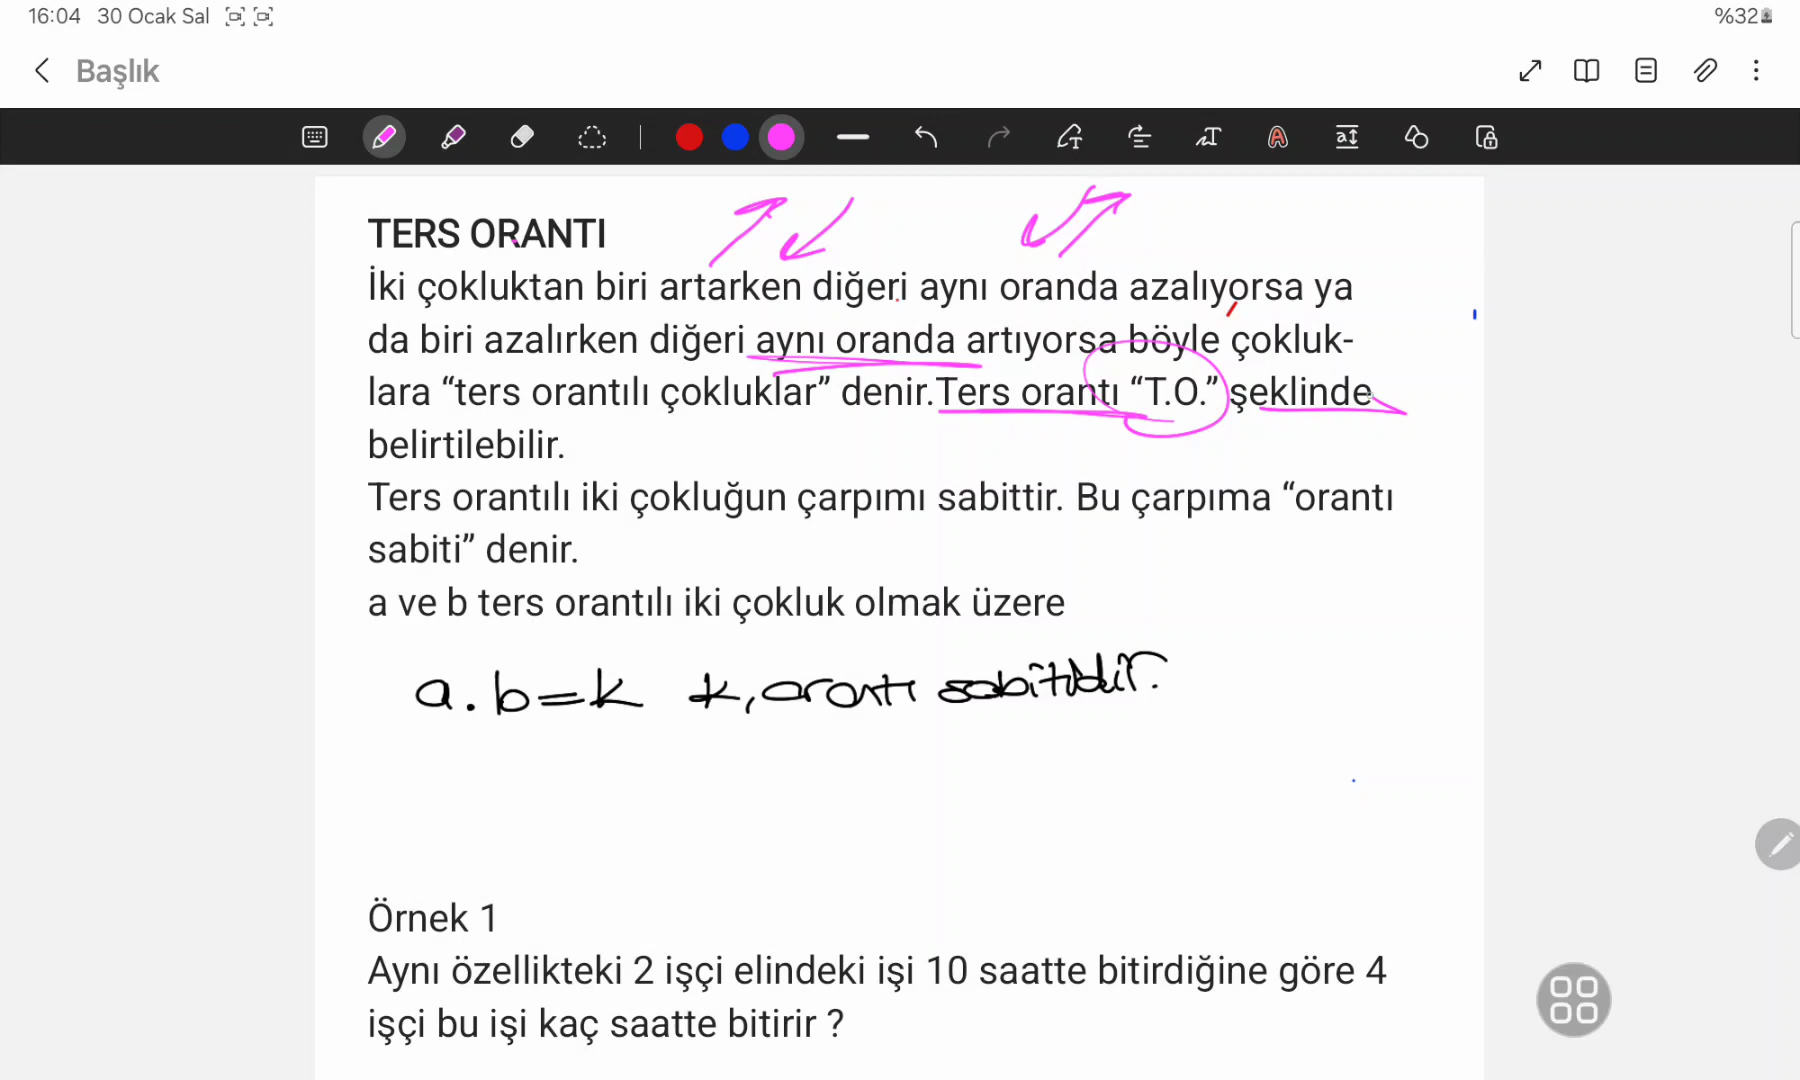 16:04 30 Ocak Sal %32
Başlık
TERS ORANTI
İki çokluktan biri artarken diğeri aynı oranda azalıyorsa ya
da biri azalırken diğeri aynı oranda artıyorsa böyle çokluk-
lara “ters orantılı çokluklar” denir.Ters orantı “T.O.” şeklinde
belirtilebilir.
Ters orantılı iki çokluğun çarpımı sabittir. Bu çarpıma “orantı
sabiti” denir.
a ve b ters orantılı iki çokluk olmak üzere
a.b=k k, orantı sabitidir.
Örnek 1
Aynı özellikteki 2 işçi elindeki işi 10 saatte bitirdiğine göre 4
işçi bu işi kaç saatte bitirir ?